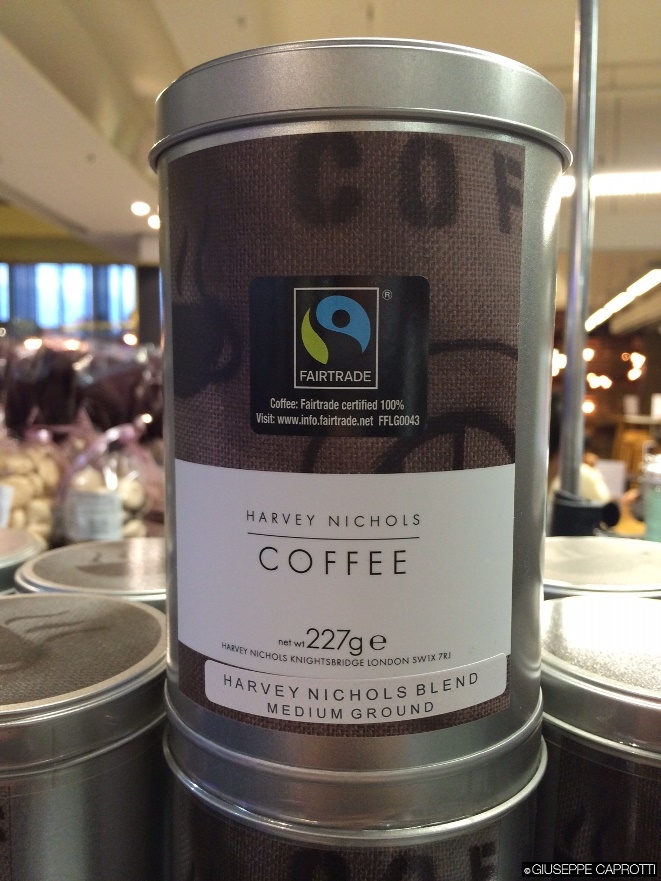 COF
®
FAIRTRADE
Coffee: Fairtrade certified 100%
Visit: www.info.fairtrade.net FFLG0043
HARVEY NICHOLS
COFFEE
net wt 227g e
HARVEY NICHOLS KNIGHTSBRIDGE LONDON SW1X 7RJ
HARVEY NICHOLS BLEND
MEDIUM GROUND
COF
©GIUSEPPE CAPROTTI